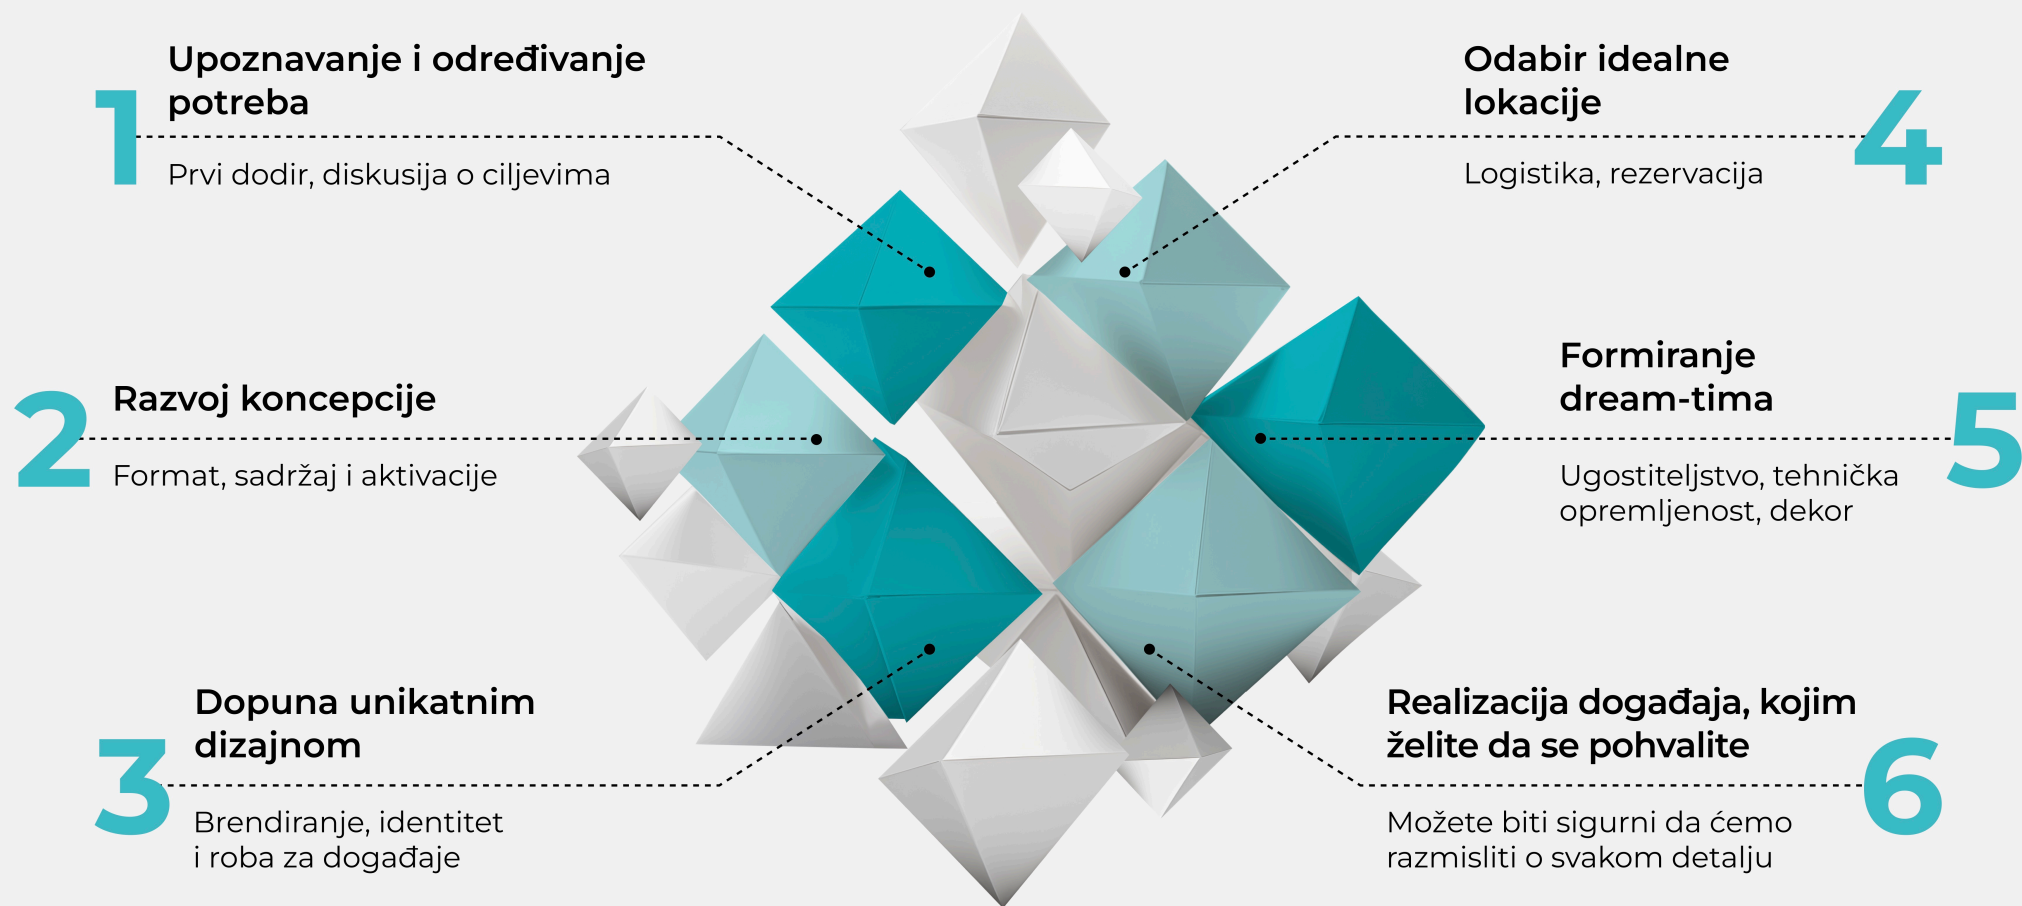 1
Upoznavanje i određivanje
potreba
Prvi dodir, diskusija o ciljevima
2
Razvoj koncepcije
Format, sadržaj i aktivacije
3
Dopuna unikatnim
dizajnom
Brendiranje, identitet
i roba za događaje
4
Odabir idealne
lokacije
Logistika, rezervacija
5
Formiranje
dream-tima
Ugostiteljstvo, tehnička
opremljenost, dekor
6
Realizacija događaja, kojim
želite da se pohvalite
Možete biti sigurni da ćemo
razmisliti o svakom detalju